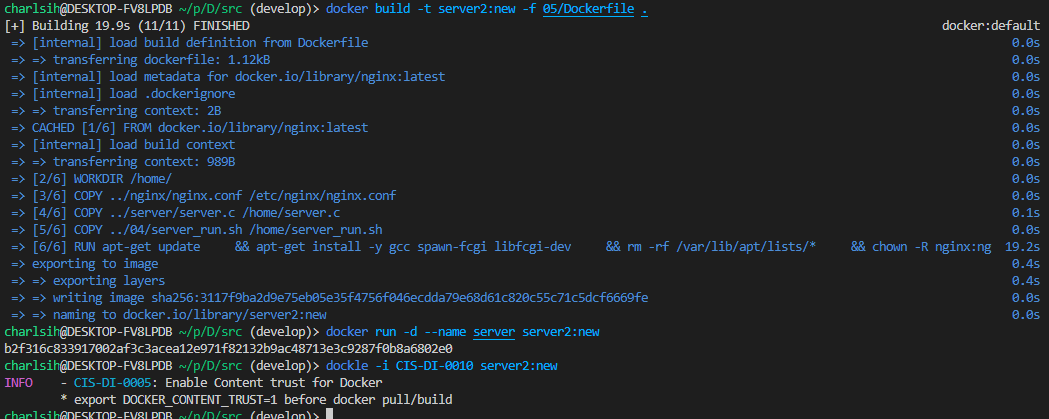 charlsih@DESKTOP-FV8LPDB ~/p/D/src (develop)> docker build -t server2:new -f 05/Dockerfile .
[+] Building 19.9s (11/11) FINISHED docker:default
=> [internal] load build definition from Dockerfile 0.0s
=> => transferring dockerfile: 1.12kB 0.0s
=> [internal] load metadata for docker.io/library/nginx:latest 0.0s
=> [internal] load .dockerignore 0.0s
=> => transferring context: 2B 0.0s
=> CACHED [1/6] FROM docker.io/library/nginx:latest 0.0s
=> [internal] load build context 0.0s
=> => transferring context: 989B 0.0s
=> [2/6] WORKDIR /home/ 0.0s
=> [3/6] COPY ../nginx/nginx.conf /etc/nginx/nginx.conf 0.0s
=> [4/6] COPY ../server/server.c /home/server.c 0.1s
=> [5/6] COPY ../04/server_run.sh /home/server_run.sh 0.0s
=> [6/6] RUN apt-get update && apt-get install -y gcc spawn-fcgi libfcgi-dev && rm -rf /var/lib/apt/lists/* && chown -R nginx:ng 19.2s
=> exporting to image 0.4s
=> => exporting layers 0.4s
=> => writing image sha256:3117f9ba2d9e75eb05e35f4756f046ecdda79e68d61c820c55c71c5dcf6669fe 0.0s
=> => naming to docker.io/library/server2:new 0.0s
charlsih@DESKTOP-FV8LPDB ~/p/D/src (develop)> docker run -d --name server server2:new
b2f316c833917002af3c3acea12e971f82132b9ac48713e3c9287f0b8a6802e0
charlsih@DESKTOP-FV8LPDB ~/p/D/src (develop)> dockle -i CIS-DI-0010 server2:new
INFO - CIS-DI-0005: Enable Content trust for Docker
* export DOCKER_CONTENT_TRUST=1 before docker pull/build
charlsih@DESKTOP-FV8LPDB ~/p/D/src (develop)>